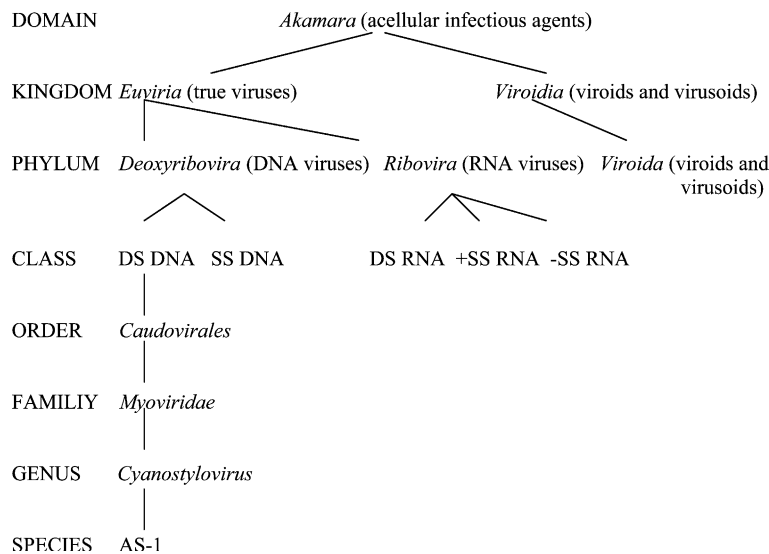 DOMAIN Akamara (acellular infectious agents)
KINGDOM Euviria (true viruses) Viroidia (viroids and virusoids)
PHYLUM Deoxyribovira (DNA viruses) Ribovira (RNA viruses) Viroida (viroids and
virusoids)
CLASS DS DNA SS DNA DS RNA +SS RNA -SS RNA
ORDER Caudovirales
FAMILIY Myoviridae
GENUS Cyanostylovirus
SPECIES AS-1